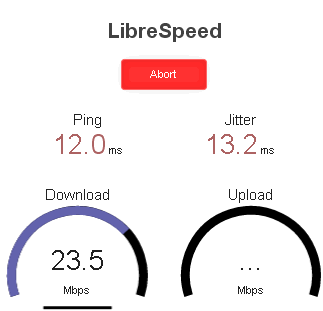 LibreSpeed
Abort
Ping
Jitter
12.0 ms
13.2 ms
Download
Upload
23.5
...
Mbps
Mbps